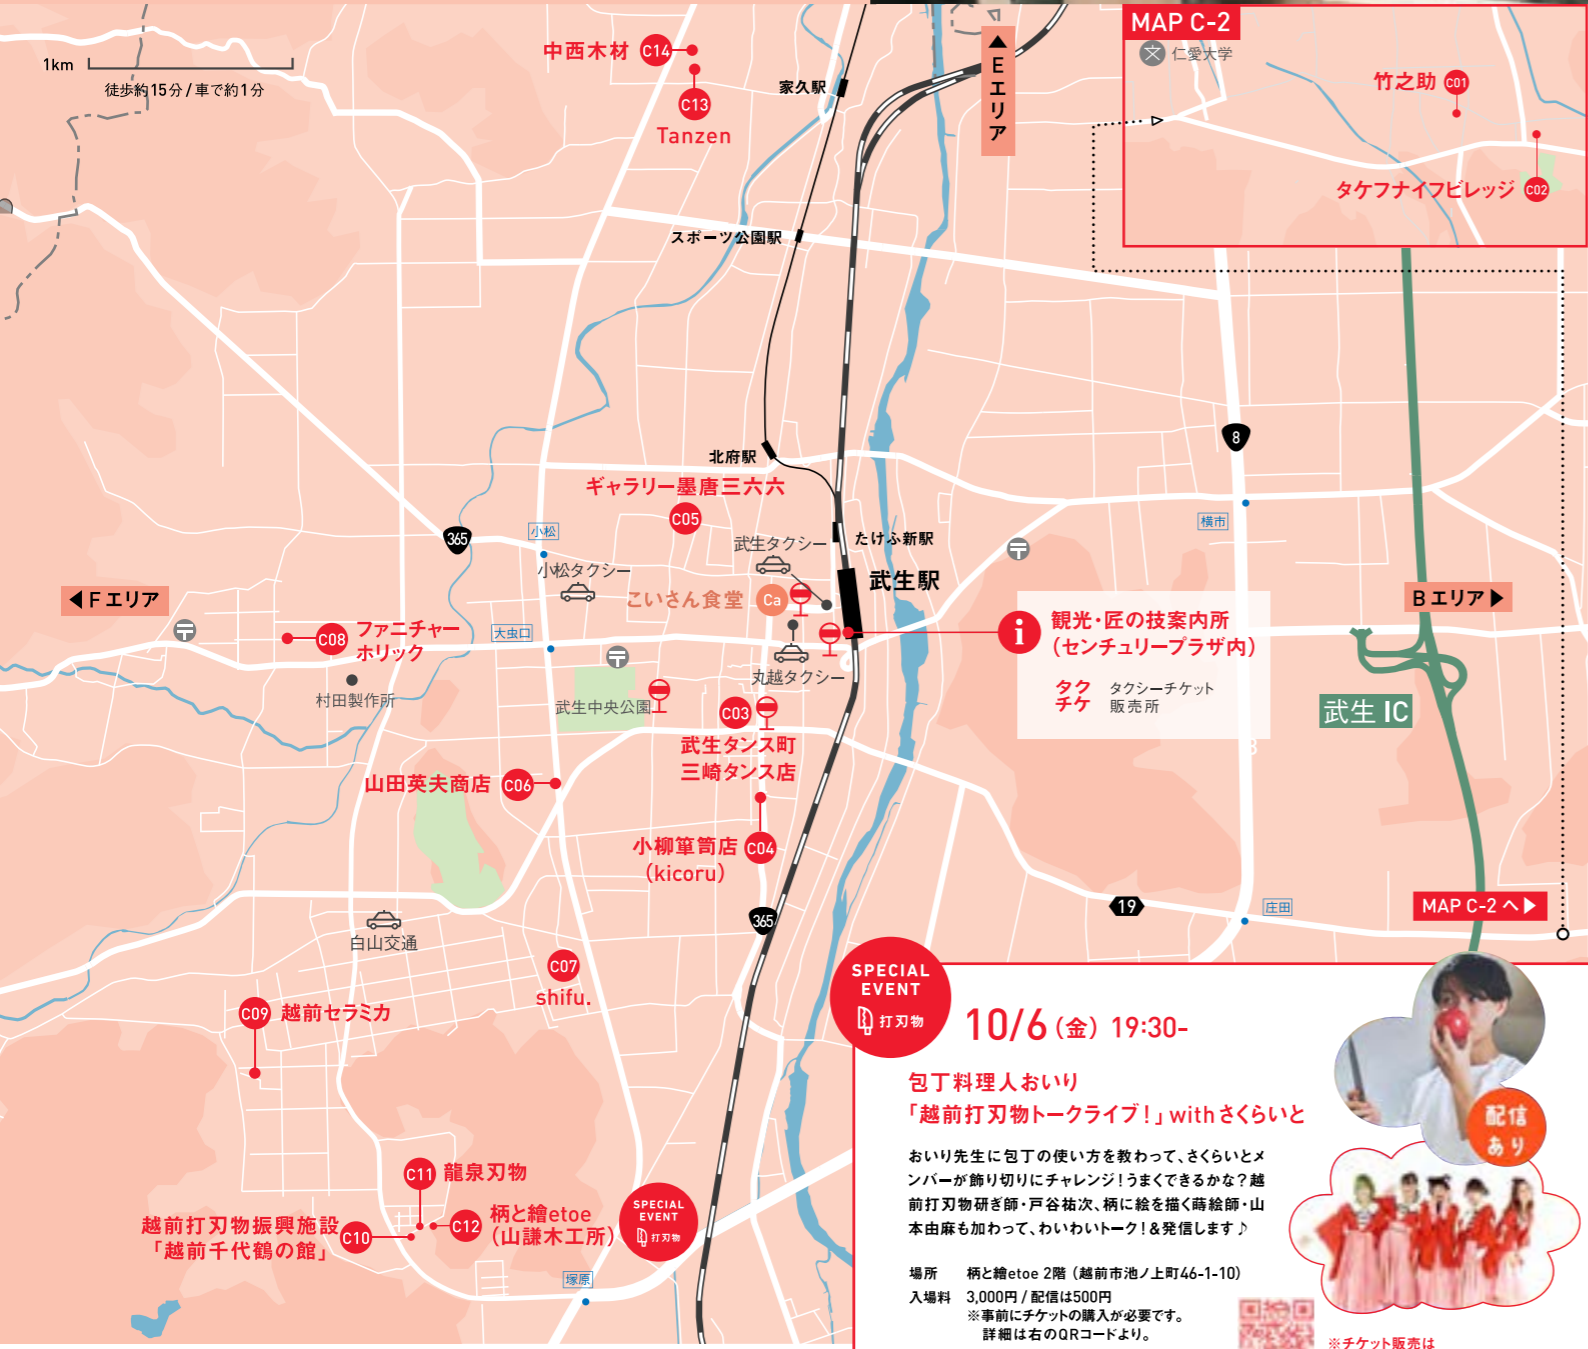 1km
徒歩約15分/車で約1分
中西木材
C14
C13
Tanzen
家久駅
▲Eエリア
MAP C-2
文
仁愛大学
竹之助
C01
タケフナイフビレッジ
C02
スポーツ公園駅
8
北府駅
ギャラリー墨唐三六六
C05
365
小松
小松タクシー
武生タクシー
たけふ新駅
武生駅
横市
◀Fエリア
こいさん食堂
Ca
Bエリア▶
i
観光・匠の技案内所
(センチュリープラザ内)
タク
チケ
タクシーチケット
販売所
C08
ファニチャー
ホリック
大虫口
村田製作所
武生中央公園
丸越タクシー
武生 IC
C03
武生タンス町
三崎タンス店
山田英夫商店
C06
小柳箪笥店
(kicoru)
C04
365
19
庄田
MAP C-2 へ▶
白山交通
C07
shifu.
C09
越前セラミカ
C11
龍泉刃物
越前打刃物振興施設
「越前千代鶴の館」
C10
C12
柄と繪etoe
(山謙木工所)
SPECIAL
EVENT
打刃物
塚原
SPECIAL
EVENT
打刃物
10/6(金) 19:30-
包丁料理人おいり
「越前打刃物トークライブ!」withさくらいと
おいり先生に包丁の使い方を教わって、さくらいとメ
ンバーが飾り切りにチャレンジ!うまくできるかな?越
前打刃物研ぎ師・戸谷祐次、柄に絵を描く蒔絵師・山
本由麻も加わって、わいわいトーク!&発信します♪
配信
あり
場所 柄と繪etoe 2階(越前市池ノ上町46-1-10)
入場料 3,000円 / 配信は500円
※事前にチケットの購入が必要です。
詳細は右のQRコードより。
※チケット販売は